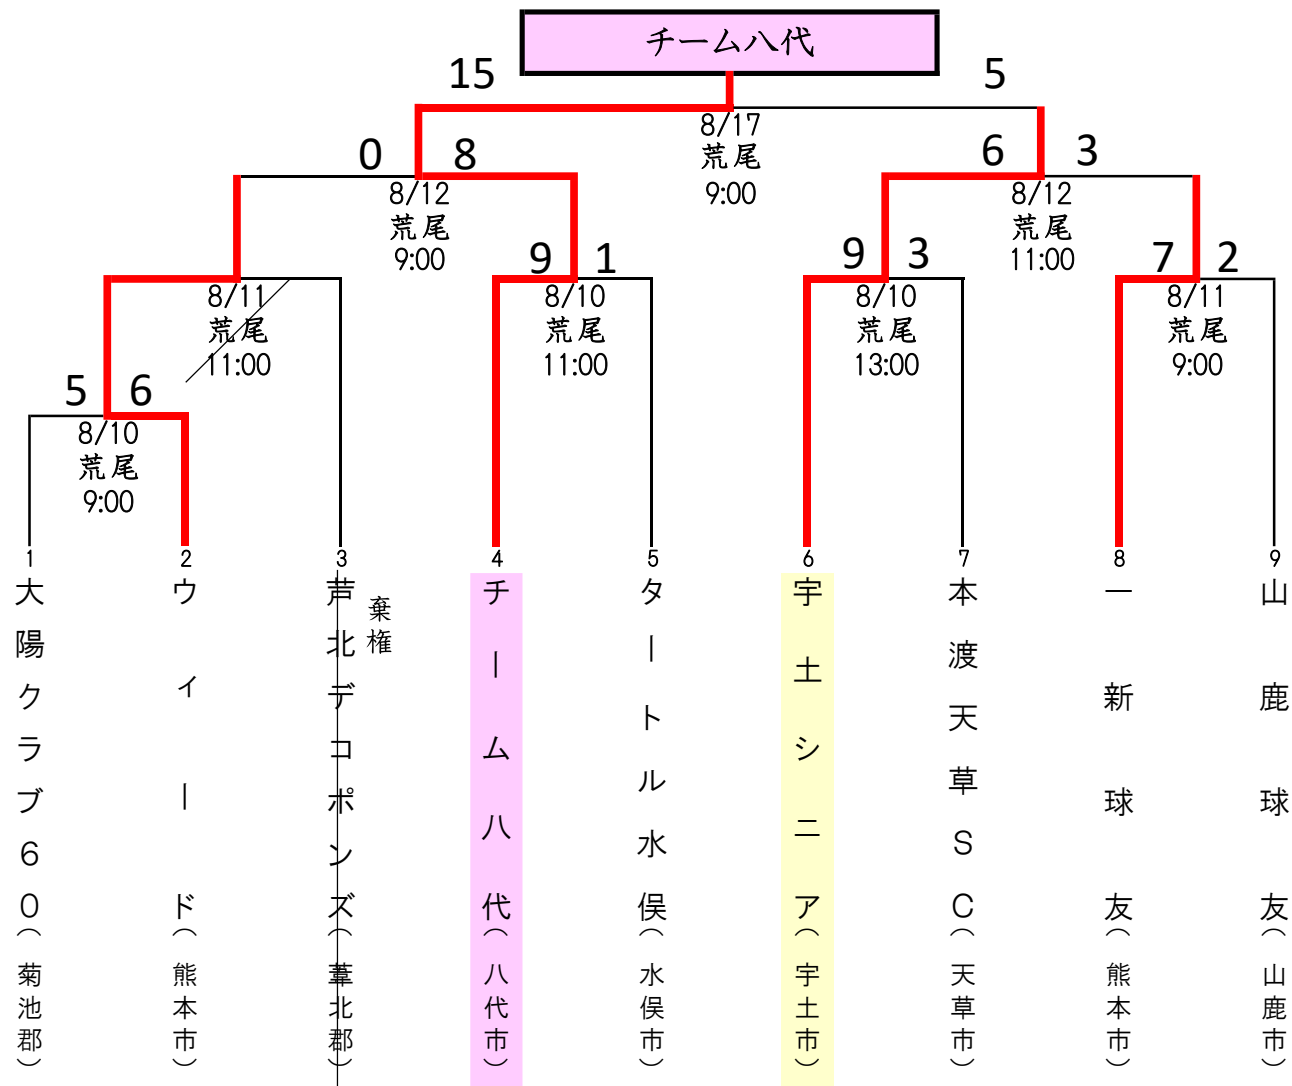 チーム八代
15
5
8/17
荒尾
9:00
0
8
6
3
8/12
荒尾
9:00
8/12
荒尾
11:00
9
1
9
3
7
2
8/11
荒尾
11:00
8/10
荒尾
11:00
8/10
荒尾
13:00
8/11
荒尾
9:00
5
6
8/10
荒尾
9:00
1
大陽クラブ60(菊池郡)
2
ウィード(熊本市)
3
芦北デコポンズ(葦北郡)
棄権
4
チーム八代(八代市)
5
タートル水俣(水俣市)
6
宇土シニア(宇土市)
7
本渡天草SC(天草市)
8
一新球友(熊本市)
9
山鹿球友(山鹿市)